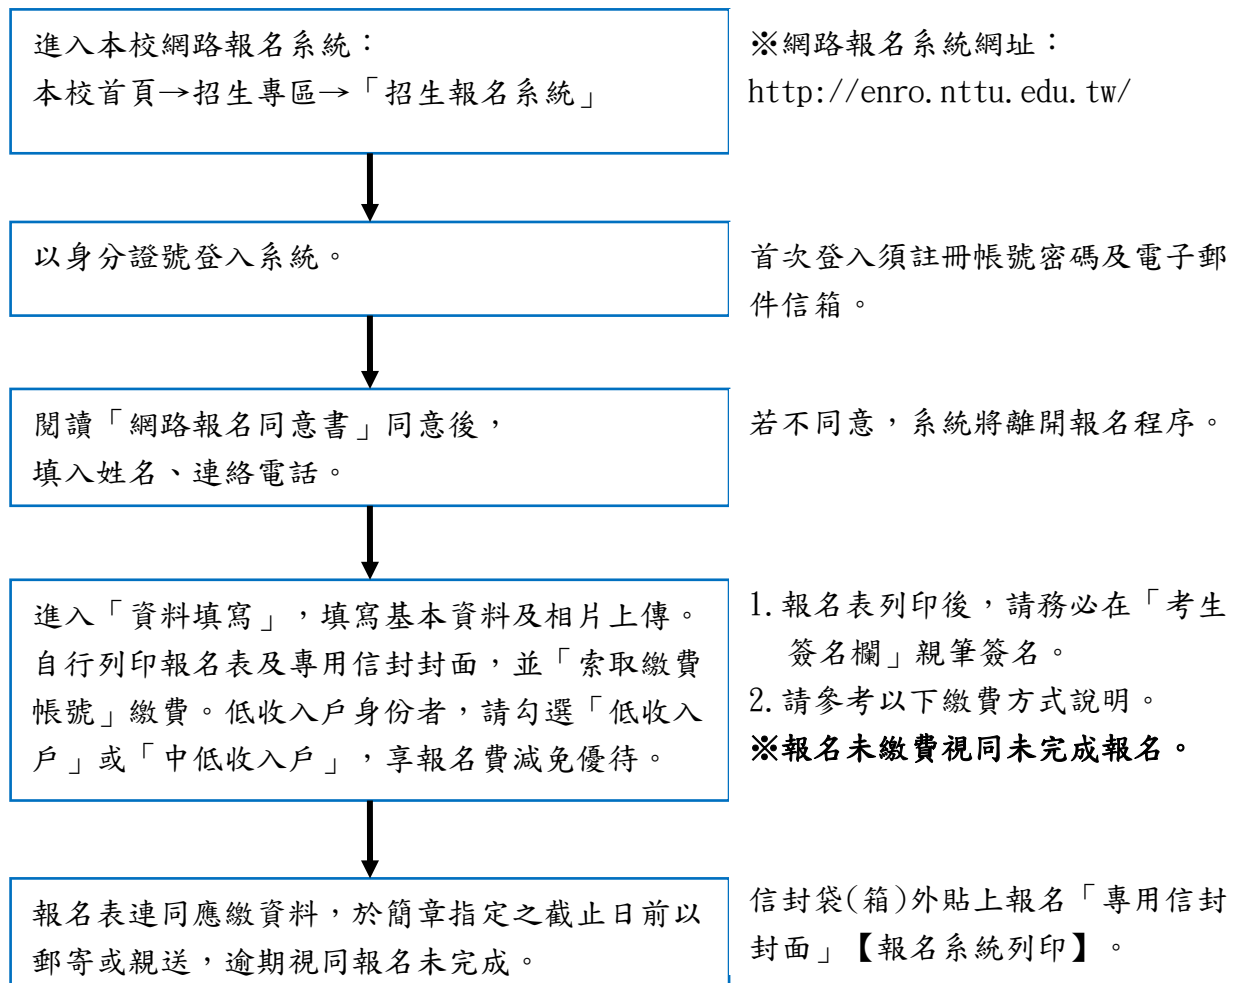 進入本校網路報名系統：
本校首頁→招生專區→「招生報名系統」
※網路報名系統網址：
http://enro.nttu.edu.tw/
以身分證號登入系統。
首次登入須註冊帳號密碼及電子郵
件信箱。
閱讀「網路報名同意書」同意後，
填入姓名、連絡電話。
若不同意，系統將離開報名程序。
進入「資料填寫」，填寫基本資料及相片上傳。
自行列印報名表及專用信封封面，並「索取繳費
帳號」繳費。低收入戶身份者，請勾選「低收入
戶」或「中低收入戶」，享報名費減免優待。
1.報名表列印後，請務必在「考生
簽名欄」親筆簽名。
2.請參考以下繳費方式說明。
※報名未繳費視同未完成報名。
報名表連同應繳資料，於簡章指定之截止日前以
郵寄或親送，逾期視同報名未完成。
信封袋(箱)外貼上報名「專用信封
封面」【報名系統列印】。